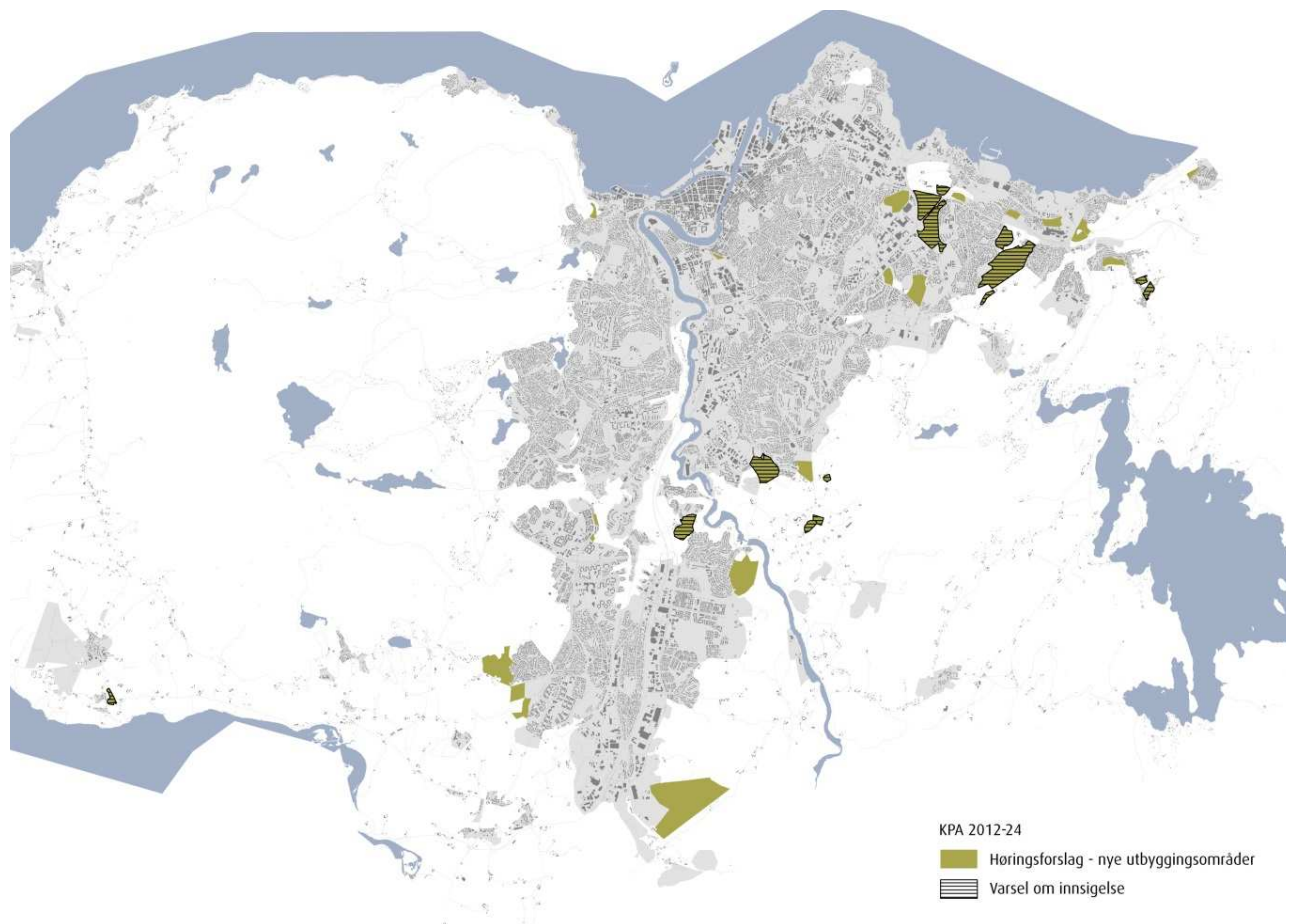 KPA 2012-24
Høringsforslag - nye utbyggingsområder
Varsel om innsigelse